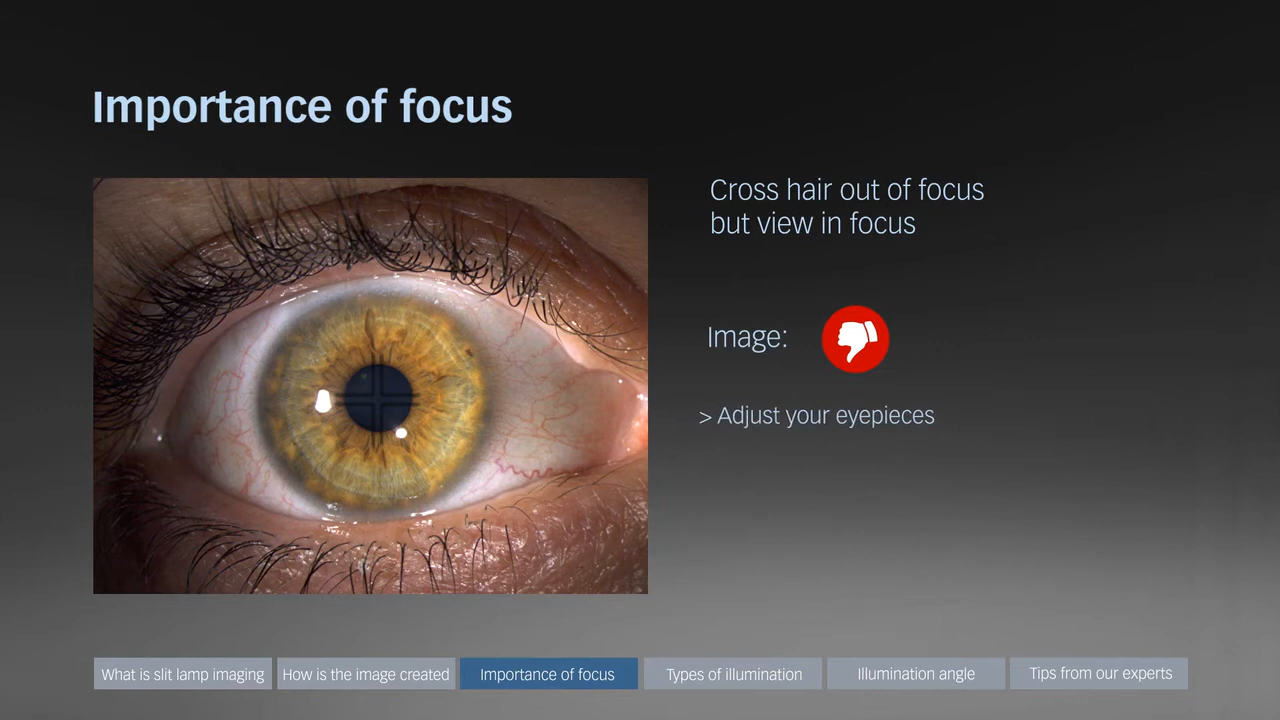 Importance of focus
Cross hair out of focus
but view in focus
Image:
> Adjust your eyepieces
What is slit lamp imaging
How is the image created
Importance of focus
Types of illumination
Illumination angle
Tips from our experts